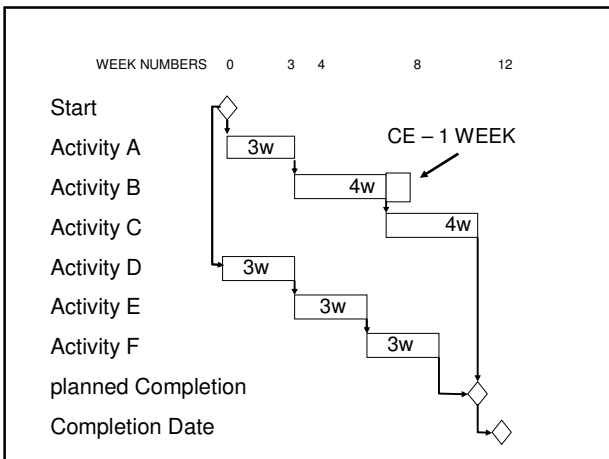 WEEK NUMBERS 0 3 4 8 12
Start
CE – 1 WEEK
Activity A 3w
Activity B 4w
Activity C 4w
Activity D 3w
Activity E 3w
Activity F 3w
planned Completion
Completion Date